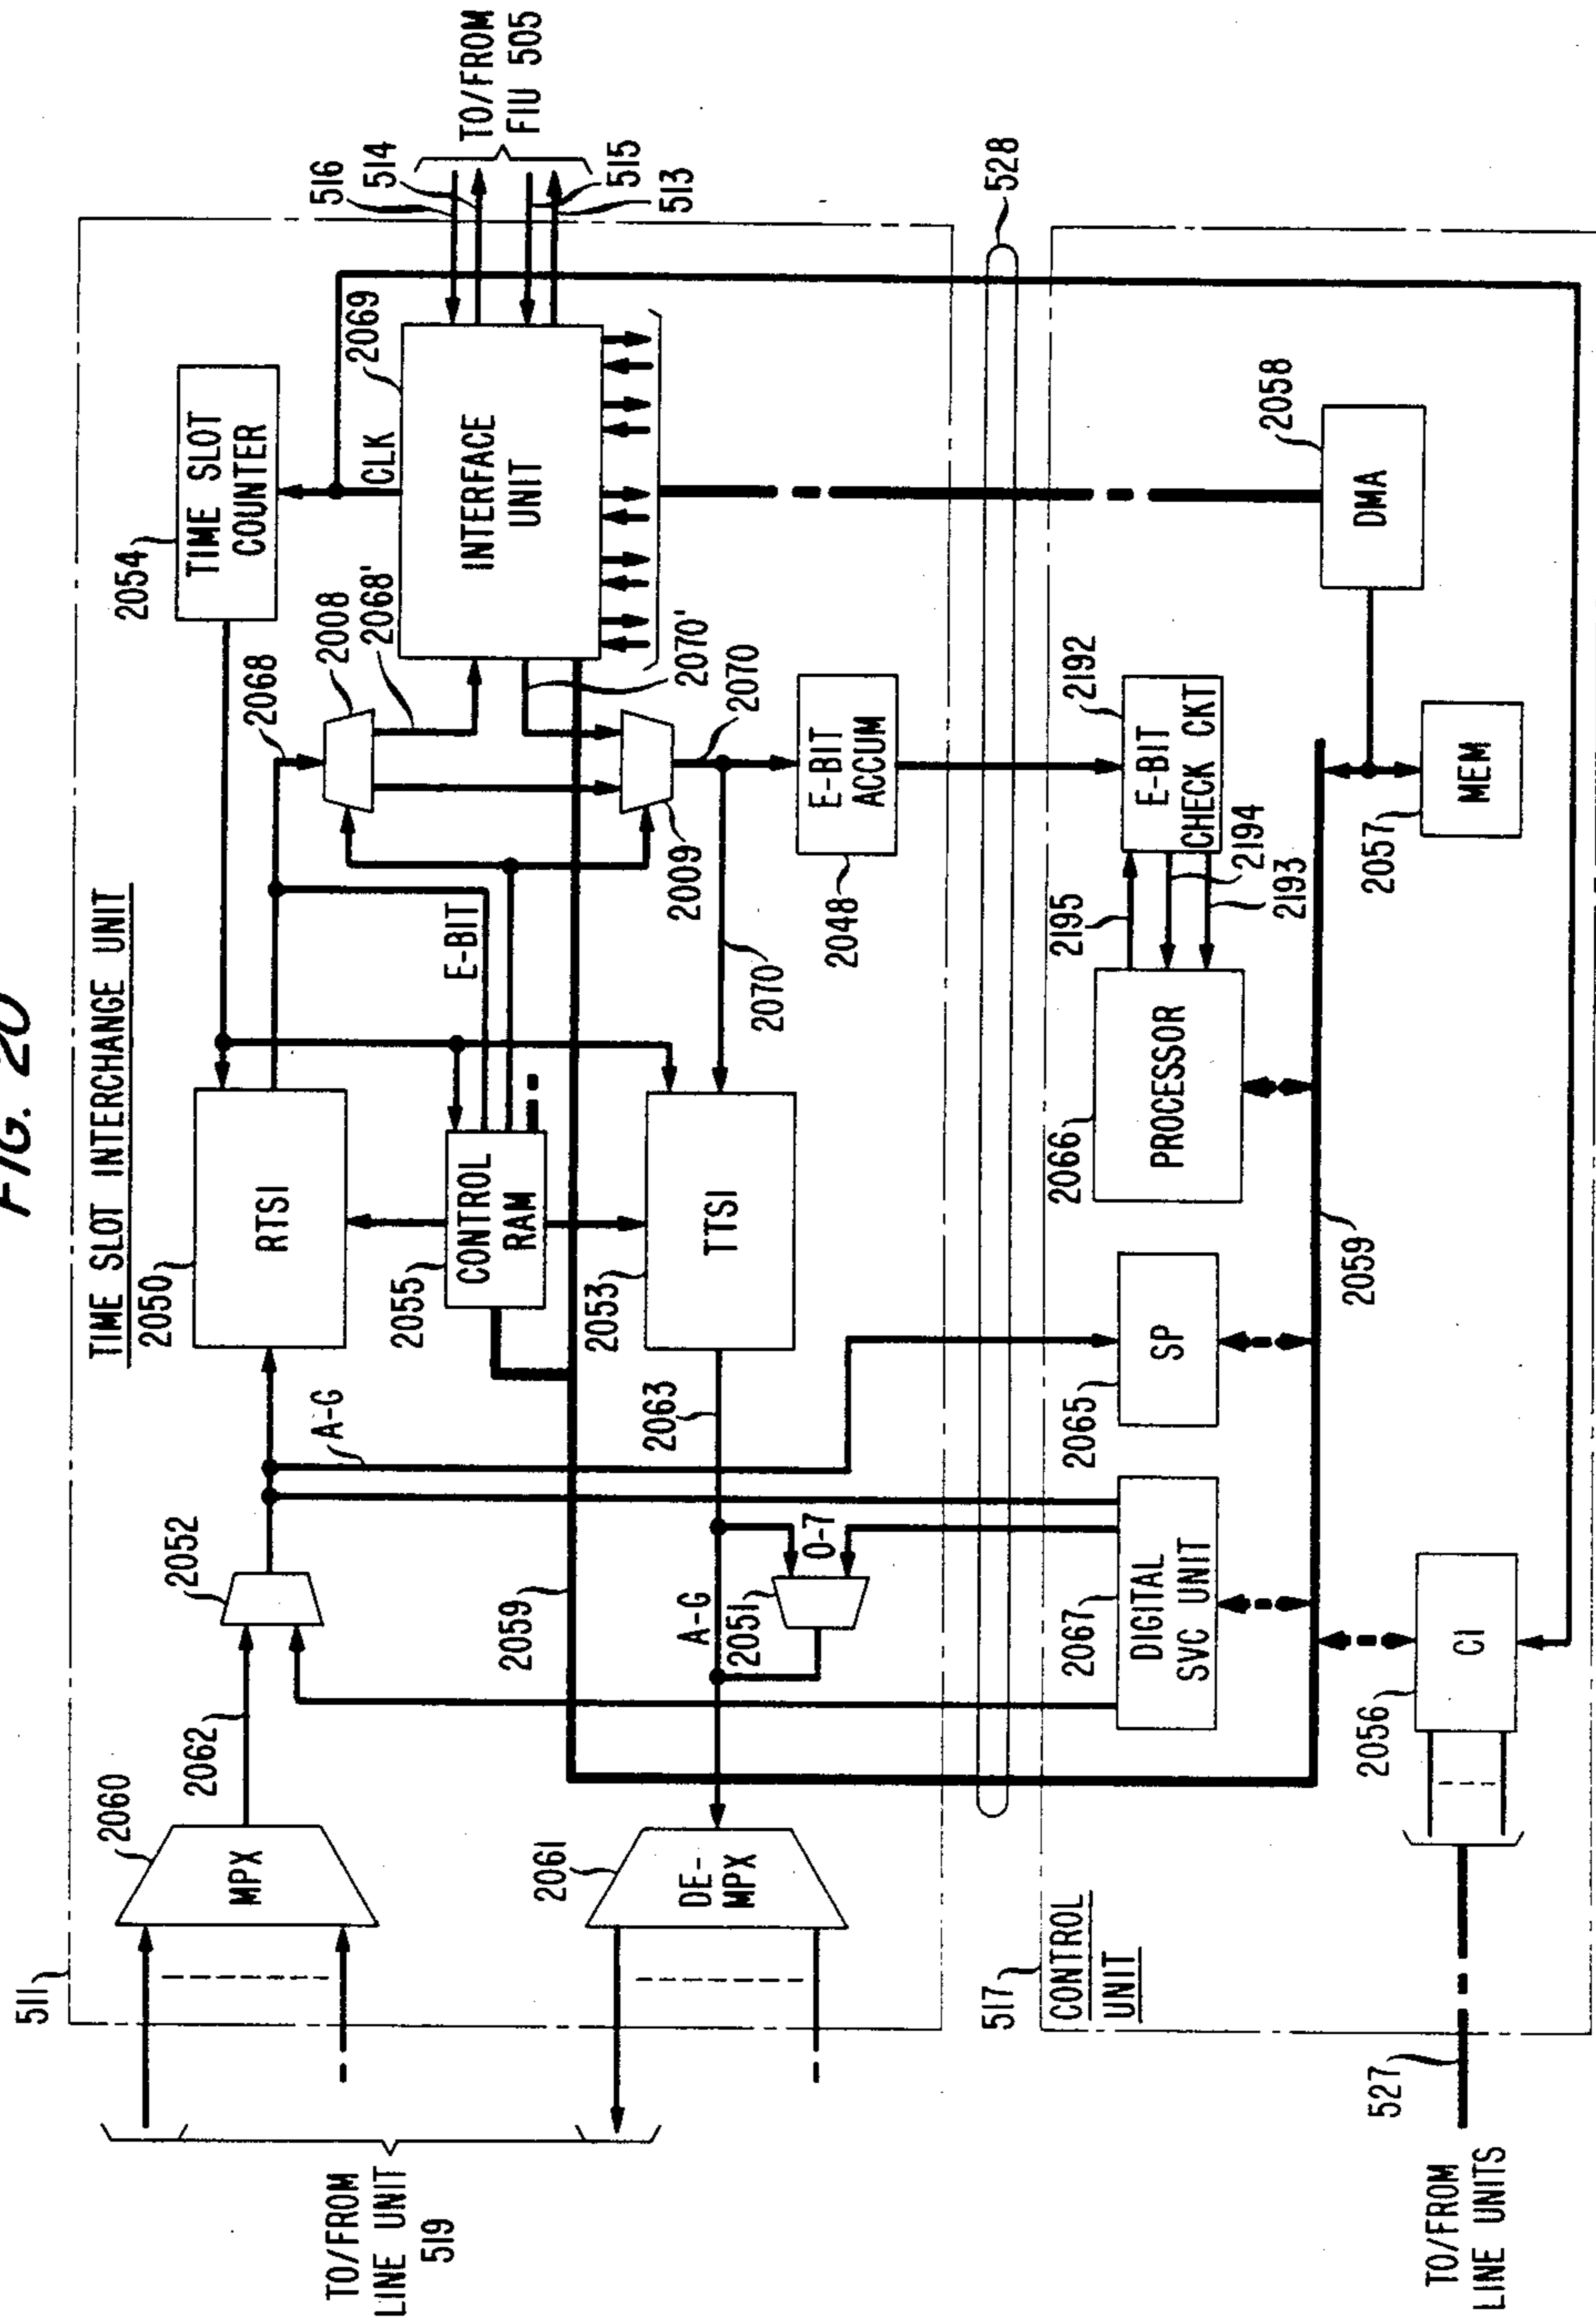 FIG. 20
TIME SLOT INTERCHANGE UNIT
511
TO/FROM
LINE UNIT
519
2060
MPX
2062
2052
A-G
2050
RTSI
2054
TIME SLOT
COUNTER
2068
2008
2068'
CLK
2069
INTERFACE
UNIT
516
514
TO/FROM
FIU 505
515
513
E-BIT
2055
CONTROL
RAM
2059
2061
DE-
MPX
A-G
2051
0-7
2063
2053
TTSI
2070
2009
2070'
2070
2048
E-BIT
ACCUM
528
517
CONTROL
UNIT
2067
DIGITAL
SVC UNIT
2065
SP
2066
PROCESSOR
2195
2194
2193
2192
E-BIT
CHECK CKT
2058
DMA
2057
MEM
2059
2056
CI
527
TO/FROM
LINE UNITS